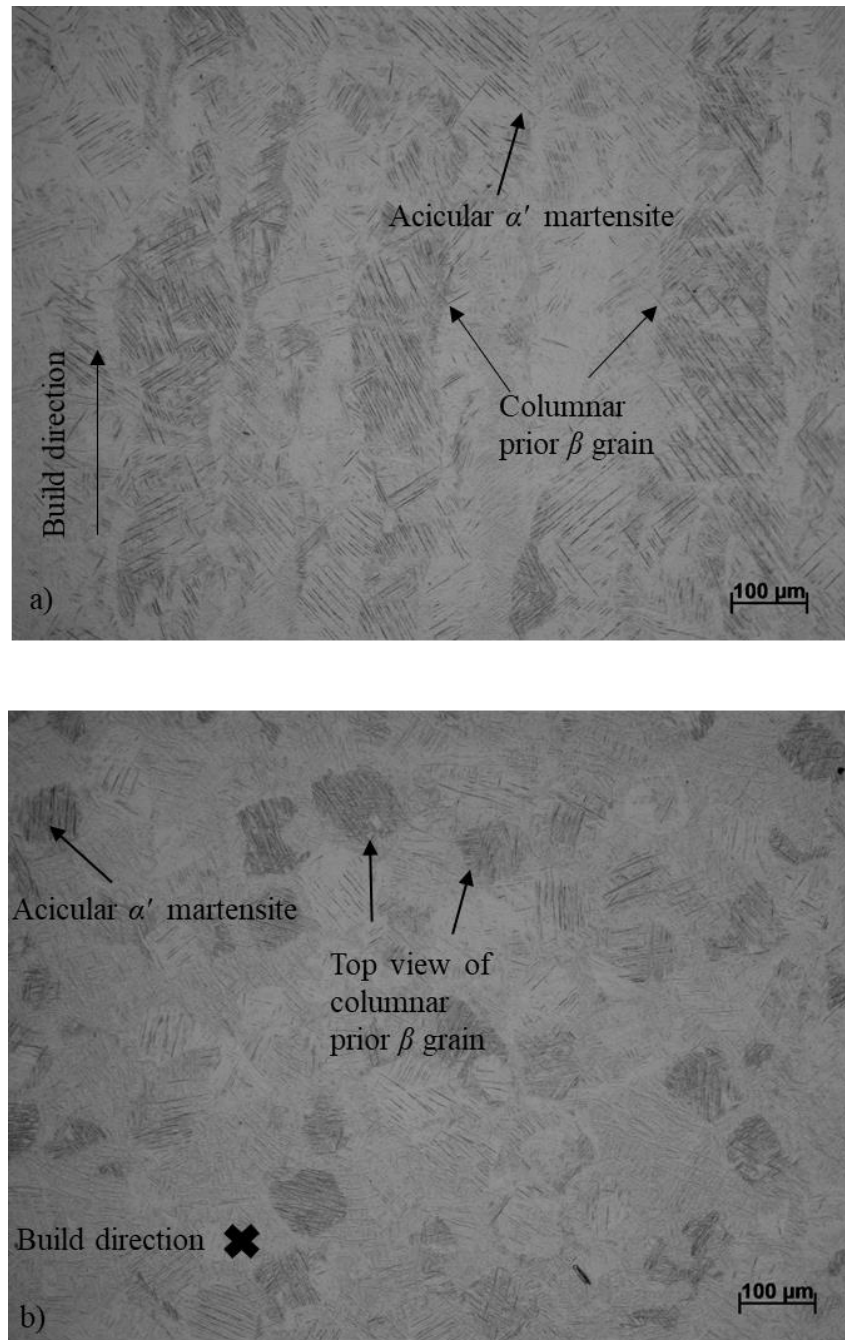 Acicular α′ martensite
Build direction
Columnar
prior β grain
100 µm
a)
Acicular α′ martensite
Top view of
columnar
prior β grain
Build direction
100 µm
b)